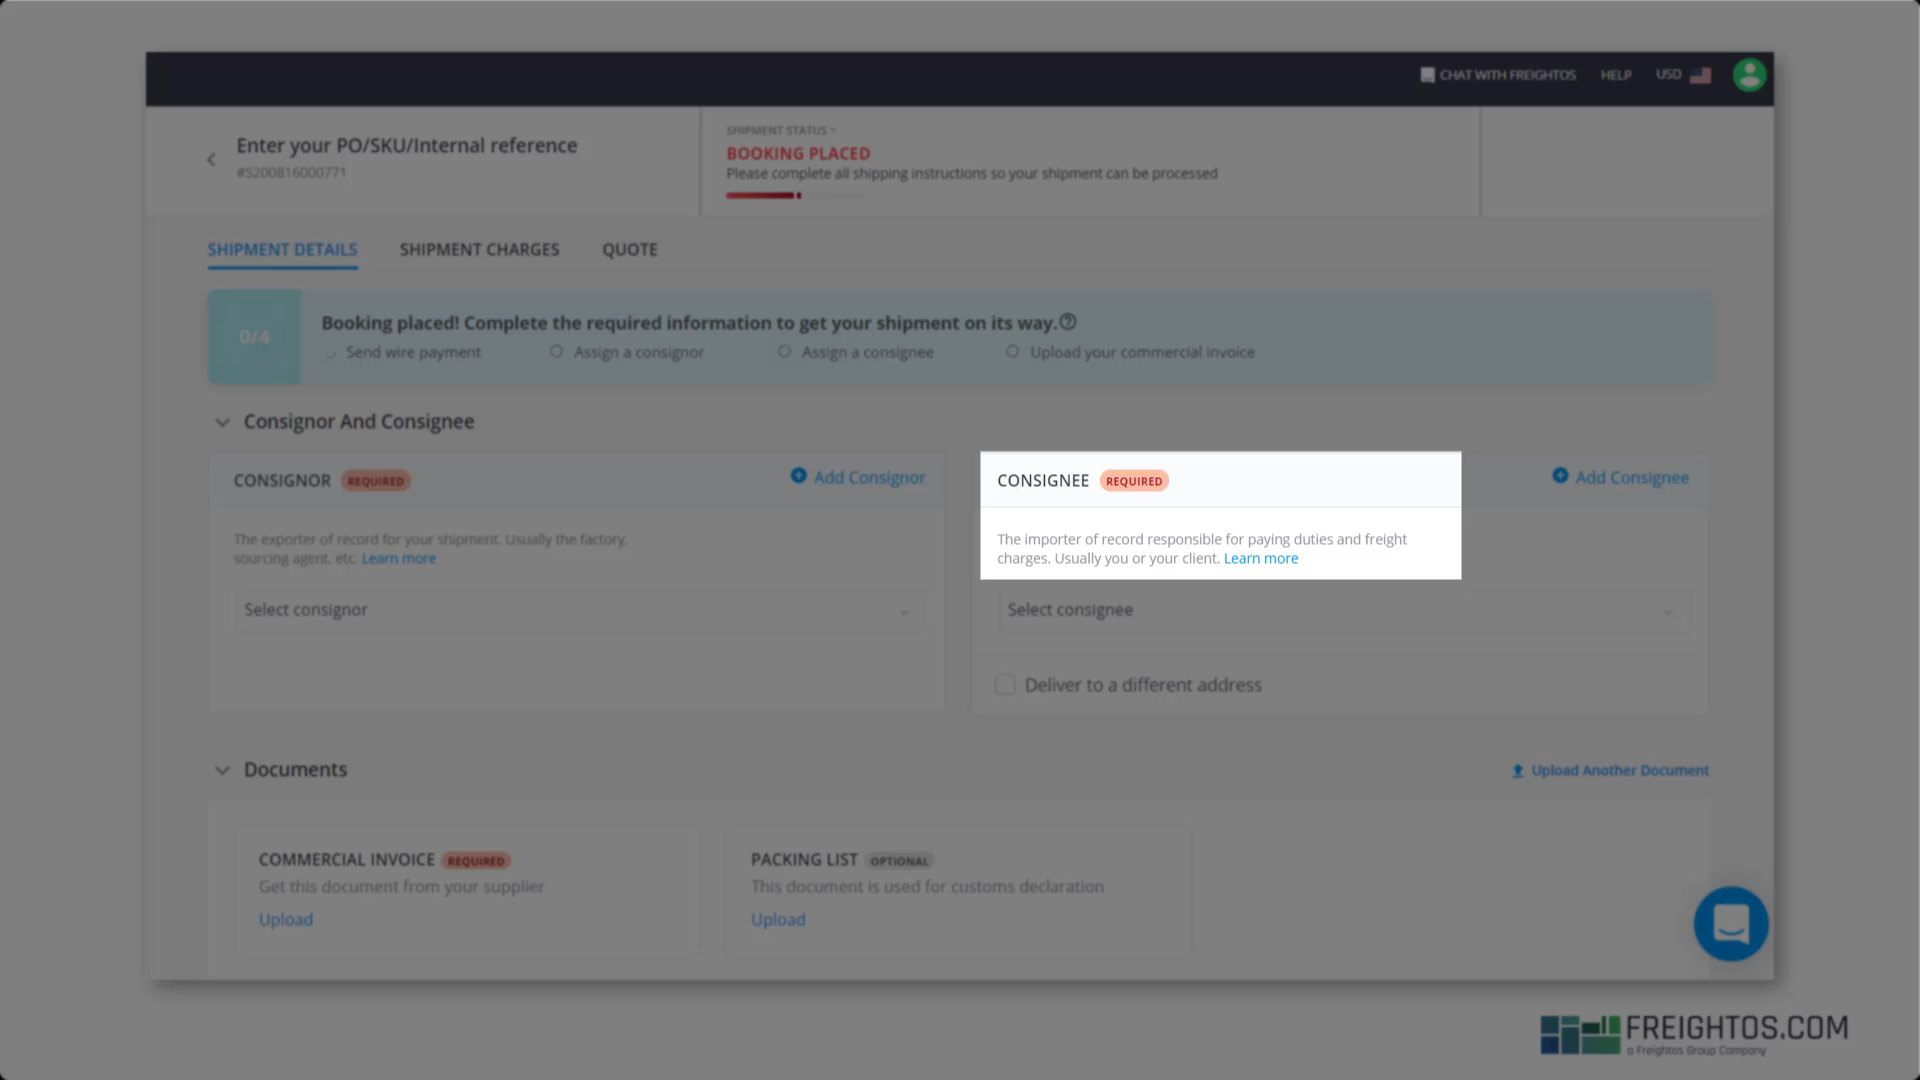 CHAT WITH FREIGHTOS HELP USD
Enter your PO/SKU/Internal reference
#S200816000771
SHIPMENT STATUS
BOOKING PLACED
Please complete all shipping instructions so your shipment can be processed
SHIPMENT DETAILS SHIPMENT CHARGES QUOTE
0/4
Booking placed! Complete the required information to get your shipment on its way.
Send wire payment Assign a consignor Assign a consignee Upload your commercial invoice
Consignor And Consignee
CONSIGNOR REQUIRED Add Consignor
The exporter of record for your shipment. Usually the factory,
sourcing agent, etc. Learn more
Select consignor
CONSIGNEE REQUIRED Add Consignee
The importer of record responsible for paying duties and freight
charges. Usually you or your client. Learn more
Select consignee
Deliver to a different address
Documents Upload Another Document
COMMERCIAL INVOICE REQUIRED
Get this document from your supplier
Upload
PACKING LIST OPTIONAL
This document is used for customs declaration
Upload
FREIGHTOS.COM
a Freightos Group Company